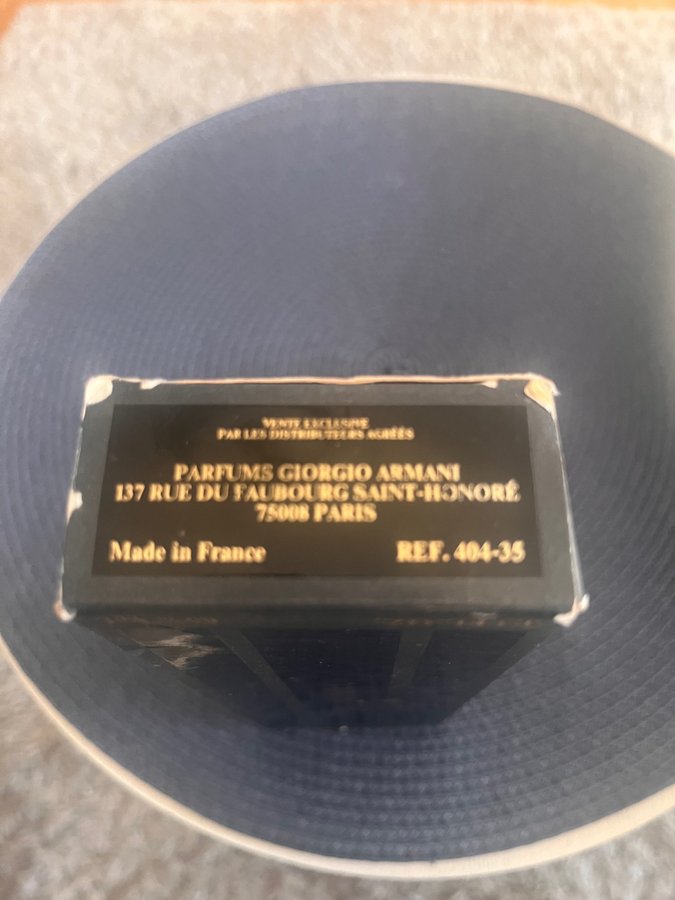 VENTE EXCLUSIVE
PAR LES DISTRIBUTEURS AGRÉÉS
PARFUMS GIORGIO ARMANI
137 RUE DU FAUBOURG SAINT-HONORÉ
75008 PARIS
Made in France REF. 404-35